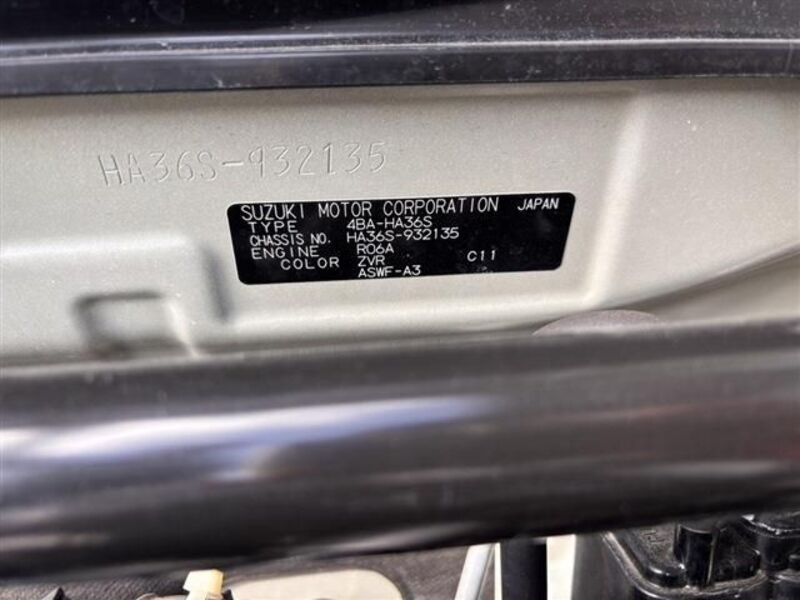 HA36S-932135
SUZUKI MOTOR CORPORATION JAPAN
TYPE 4BA-HA36S
CHASSIS NO. HA36S-932135
ENGINE R06A
COLOR ZVR C11
ASWF-A3